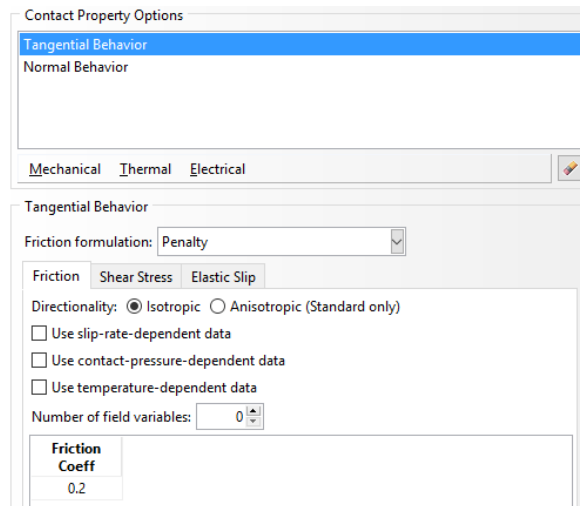 Contact Property Options
Tangential Behavior
Normal Behavior
Mechanical Thermal Electrical
Tangential Behavior
Friction formulation: Penalty
Friction Shear Stress Elastic Slip
Directionality: Isotropic Anisotropic (Standard only)
Use slip-rate-dependent data
Use contact-pressure-dependent data
Use temperature-dependent data
Number of field variables: 0
Friction
Coeff
0.2